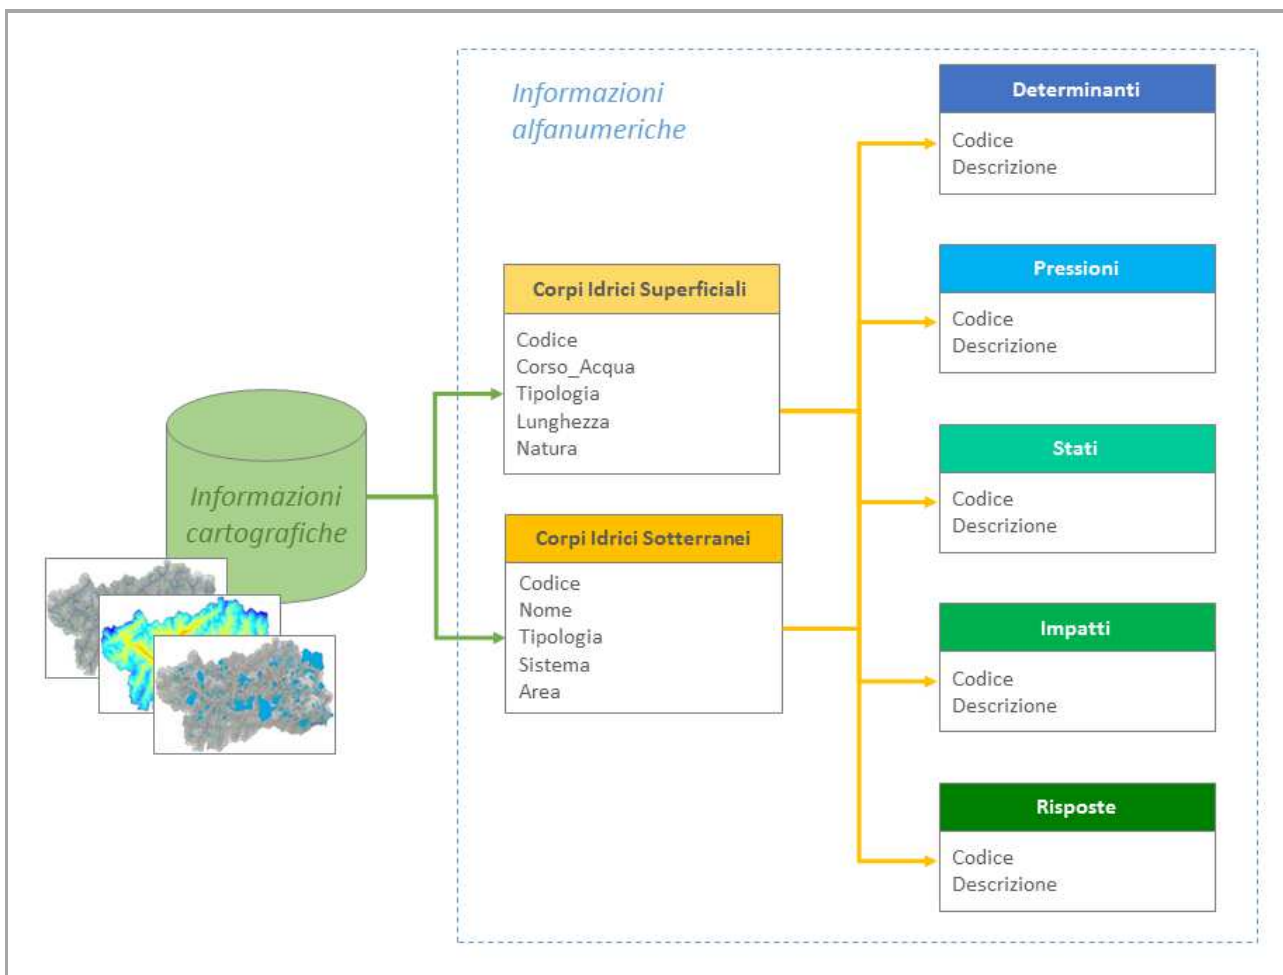 Informazioni
alfanumeriche
Informazioni
cartografiche
Corpi Idrici Superficiali
Codice
Corso_Acqua
Tipologia
Lunghezza
Natura
Corpi Idrici Sotterranei
Codice
Nome
Tipologia
Sistema
Area
Determinanti
Codice
Descrizione
Pressioni
Codice
Descrizione
Stati
Codice
Descrizione
Impatti
Codice
Descrizione
Risposte
Codice
Descrizione